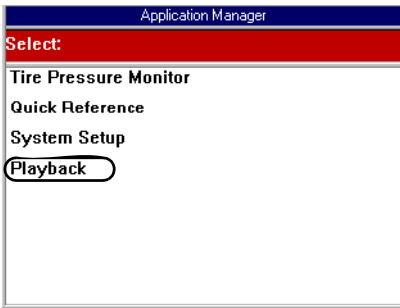 Application Manager
Select:
Tire Pressure Monitor
Quick Reference
System Setup
Playback